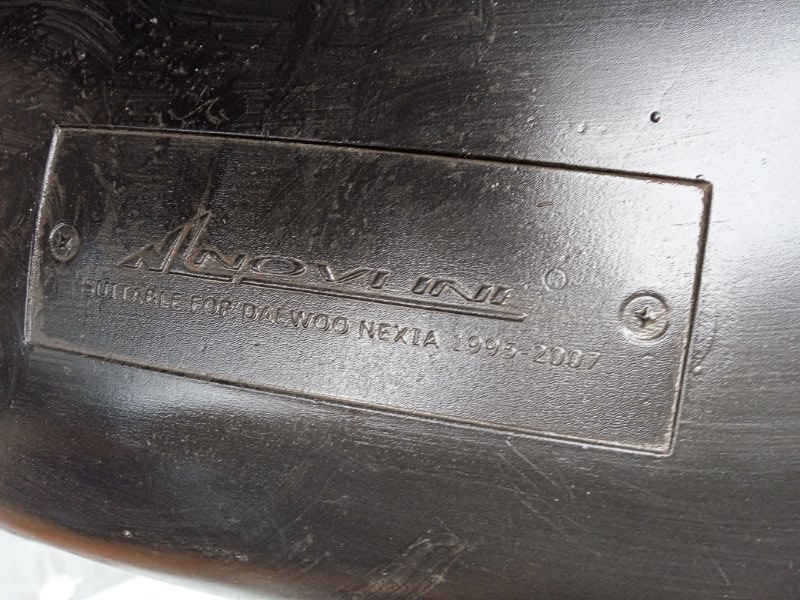 NOVLINE ®
SUITABLE FOR DAEWOO NEXIA 1995-2007